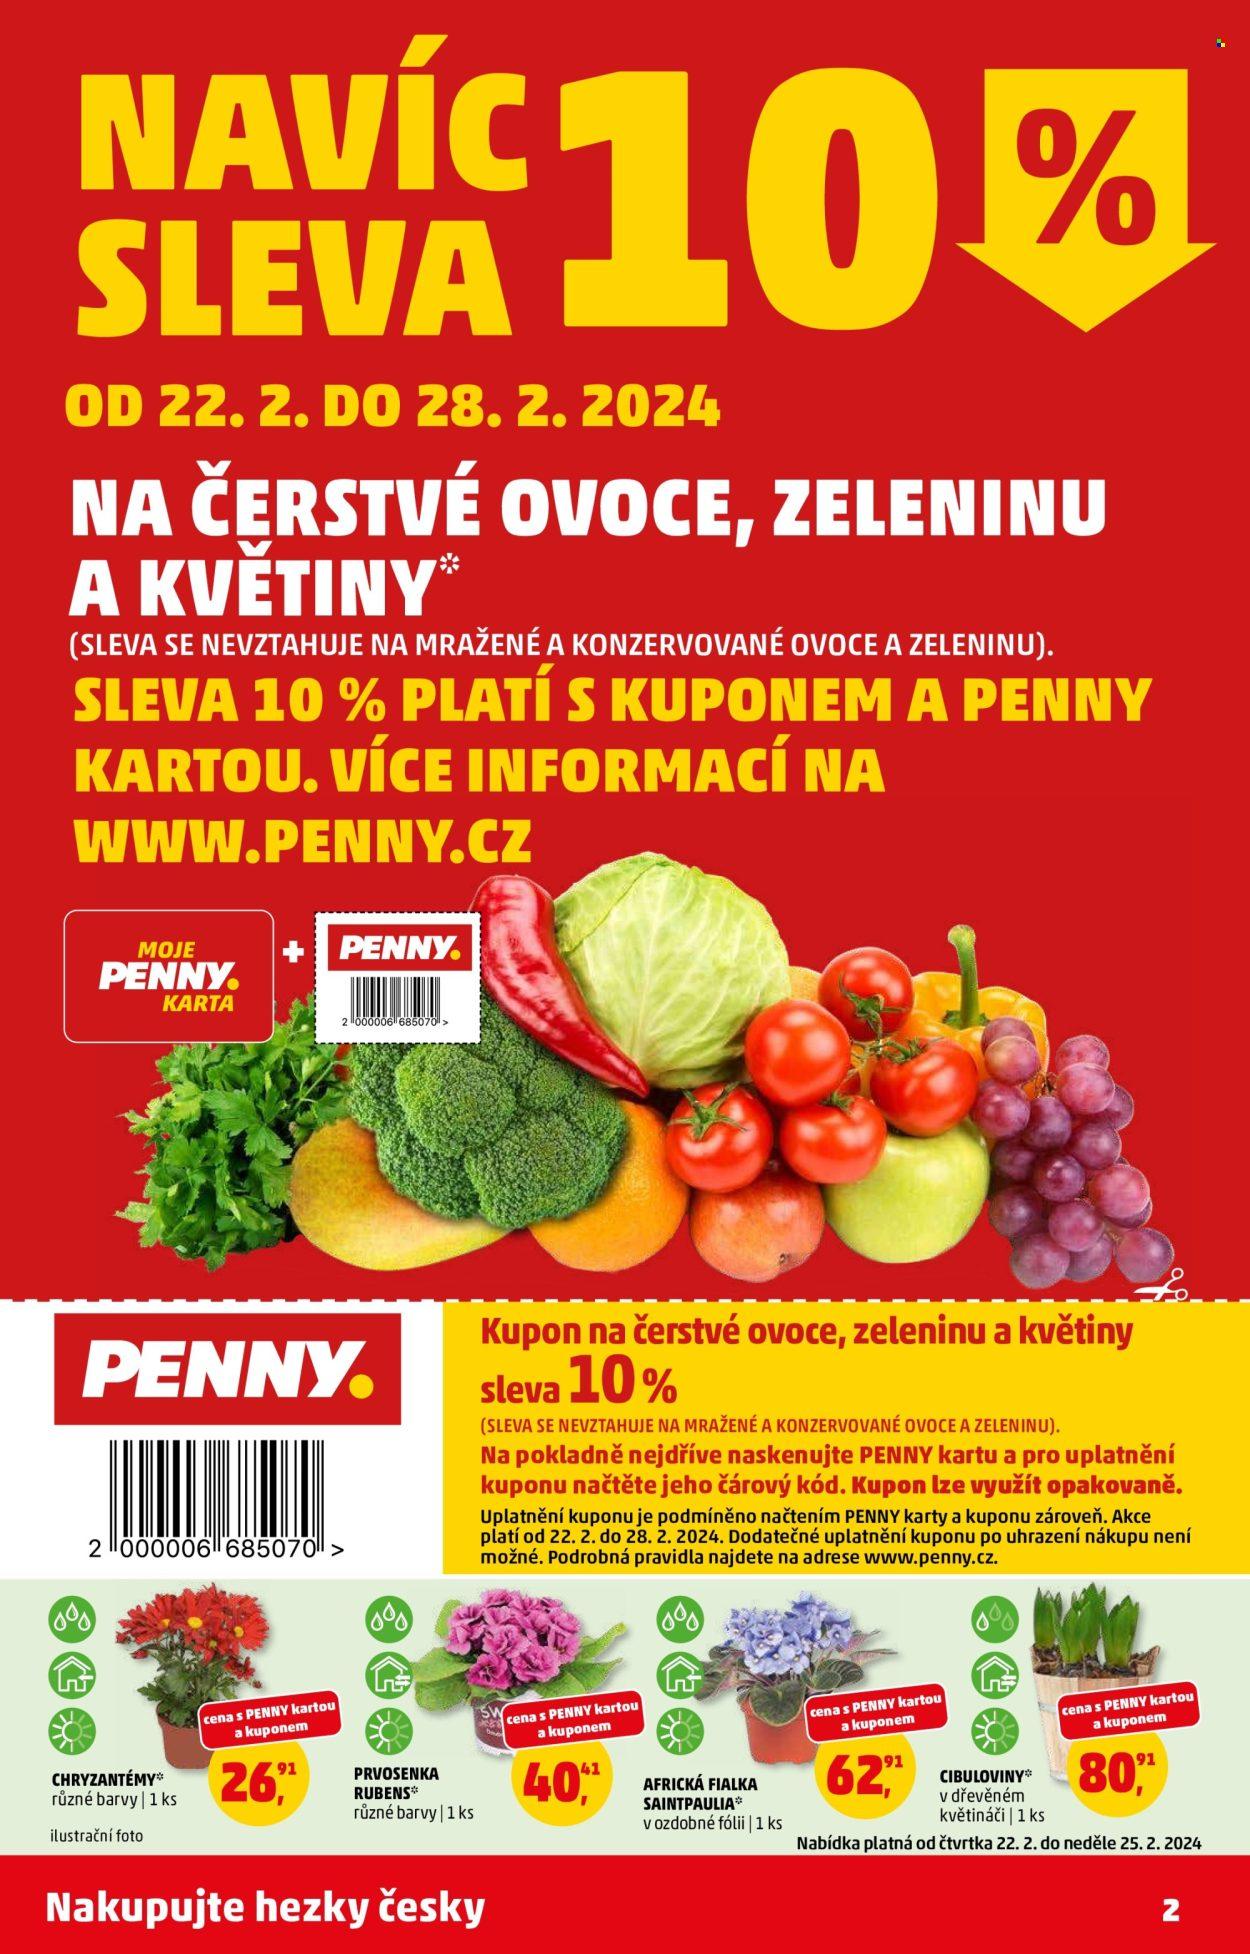 NAVÍC
SLEVA
10%
OD 22. 2. DO 28. 2. 2024
NA ČERSTVÉ OVOCE, ZELENINU
A KVĚTINY*
(SLEVA SE NEVZTAHUJE NA MRAŽENÉ A KONZERVOVANÉ OVOCE A ZELENINU).
SLEVA 10 % PLATÍ S KUPONEM A PENNY
KARTOU. VÍCE INFORMACÍ NA
WWW.PENNY.CZ
MOJE
PENNY.
KARTA
+
PENNY.
2 000006 685070 >
PENNY.
2 000006 685070 >
Kupon na čerstvé ovoce, zeleninu a květiny
sleva 10 %
(SLEVA SE NEVZTAHUJE NA MRAŽENÉ A KONZERVOVANÉ OVOCE A ZELENINU).
Na pokladně nejdříve naskenujte PENNY kartu a pro uplatnění
kuponu načtěte jeho čárový kód. Kupon lze využít opakovaně.
Uplatnění kuponu je podmíněno načtením PENNY karty a kuponu zároveň. Akce
platí od 22. 2. do 28. 2. 2024. Dodatečné uplatnění kuponu po uhrazení nákupu není
možné. Podrobná pravidla najdete na adrese www.penny.cz.
cena s PENNY kartou
a kuponem
26,91
CHRYZANTÉMY*
různé barvy | 1 ks
ilustrační foto
cena s PENNY kartou
a kuponem
40,41
PRVOSENKA
RUBENS*
různé barvy | 1 ks
cena s PENNY kartou
a kuponem
62,91
AFRICKÁ FIALKA
SAINTPAULIA*
v ozdobné fólii | 1 ks
cena s PENNY kartou
a kuponem
80,91
CIBULOVINY*
v dřevěném
květináči | 1 ks
Nabídka platná od čtvrtka 22. 2. do neděle 25. 2. 2024
Nakupujte hezky česky
2